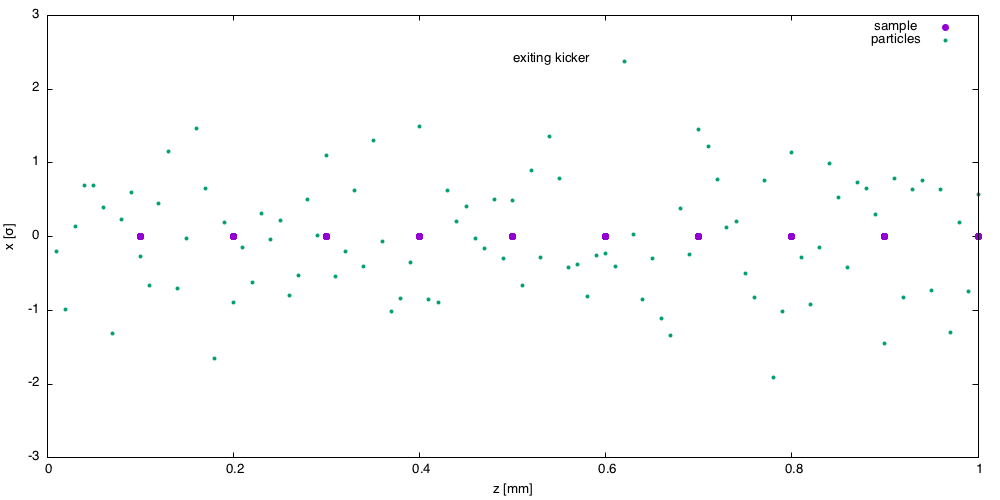 3
sample
particles
exiting kicker
2
1
x [σ]
0
-1
-2
-3
0 0.2 0.4 0.6 0.8 1
z [mm]